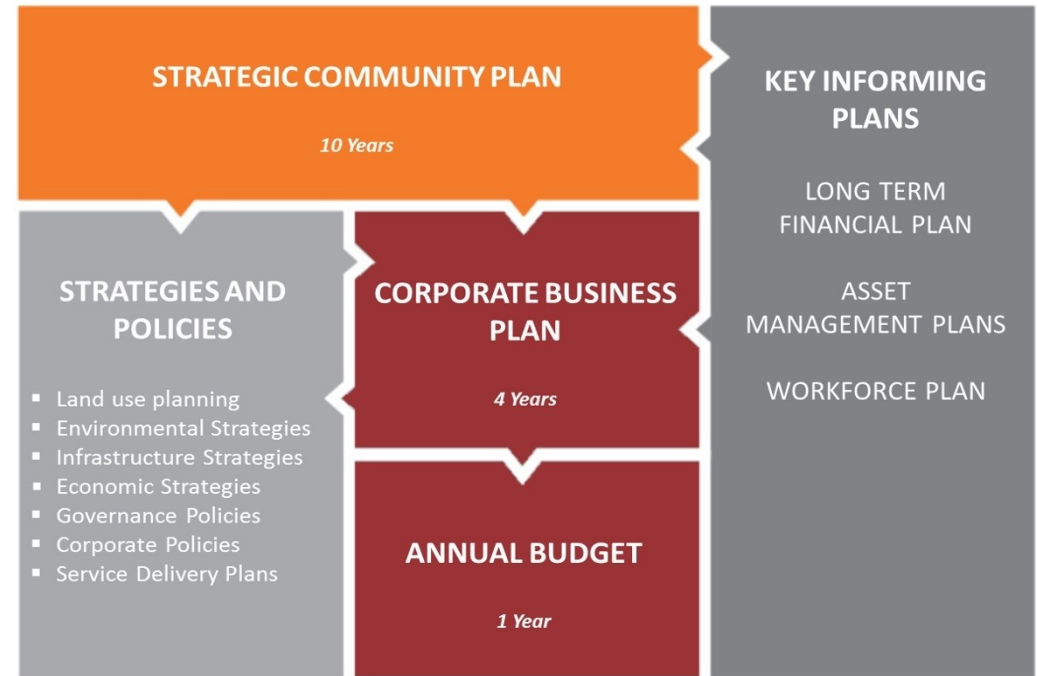 STRATEGIC COMMUNITY PLAN
10 Years
STRATEGIES AND
POLICIES
▪ Land use planning
▪ Environmental Strategies
▪ Infrastructure Strategies
▪ Economic Strategies
▪ Governance Policies
▪ Corporate Policies
▪ Service Delivery Plans
CORPORATE BUSINESS
PLAN
4 Years
ANNUAL BUDGET
1 Year
KEY INFORMING
PLANS
LONG TERM
FINANCIAL PLAN
ASSET
MANAGEMENT PLANS
WORKFORCE PLAN